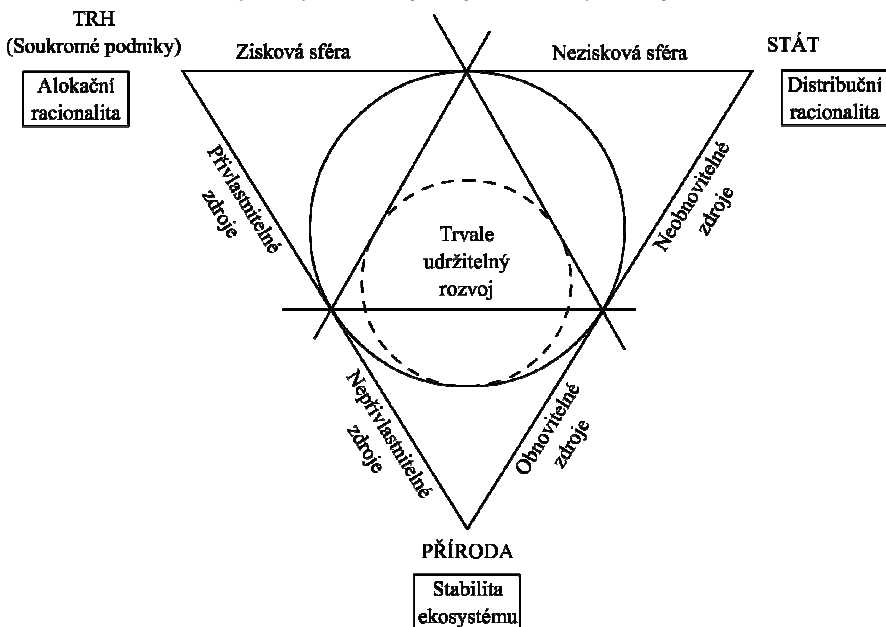 TRH
(Soukromé podniky)
Zisková sféra
Nezisková sféra
STÁT
Alokační
racionalita
Distribuční
racionalita
Přivlastnitelné
zdroje
Neobnovitelné
zdroje
Trvale
udržitelný
rozvoj
Nepřivlastnitelné
zdroje
Obnovitelné
zdroje
PŘÍRODA
Stabilita
ekosystému